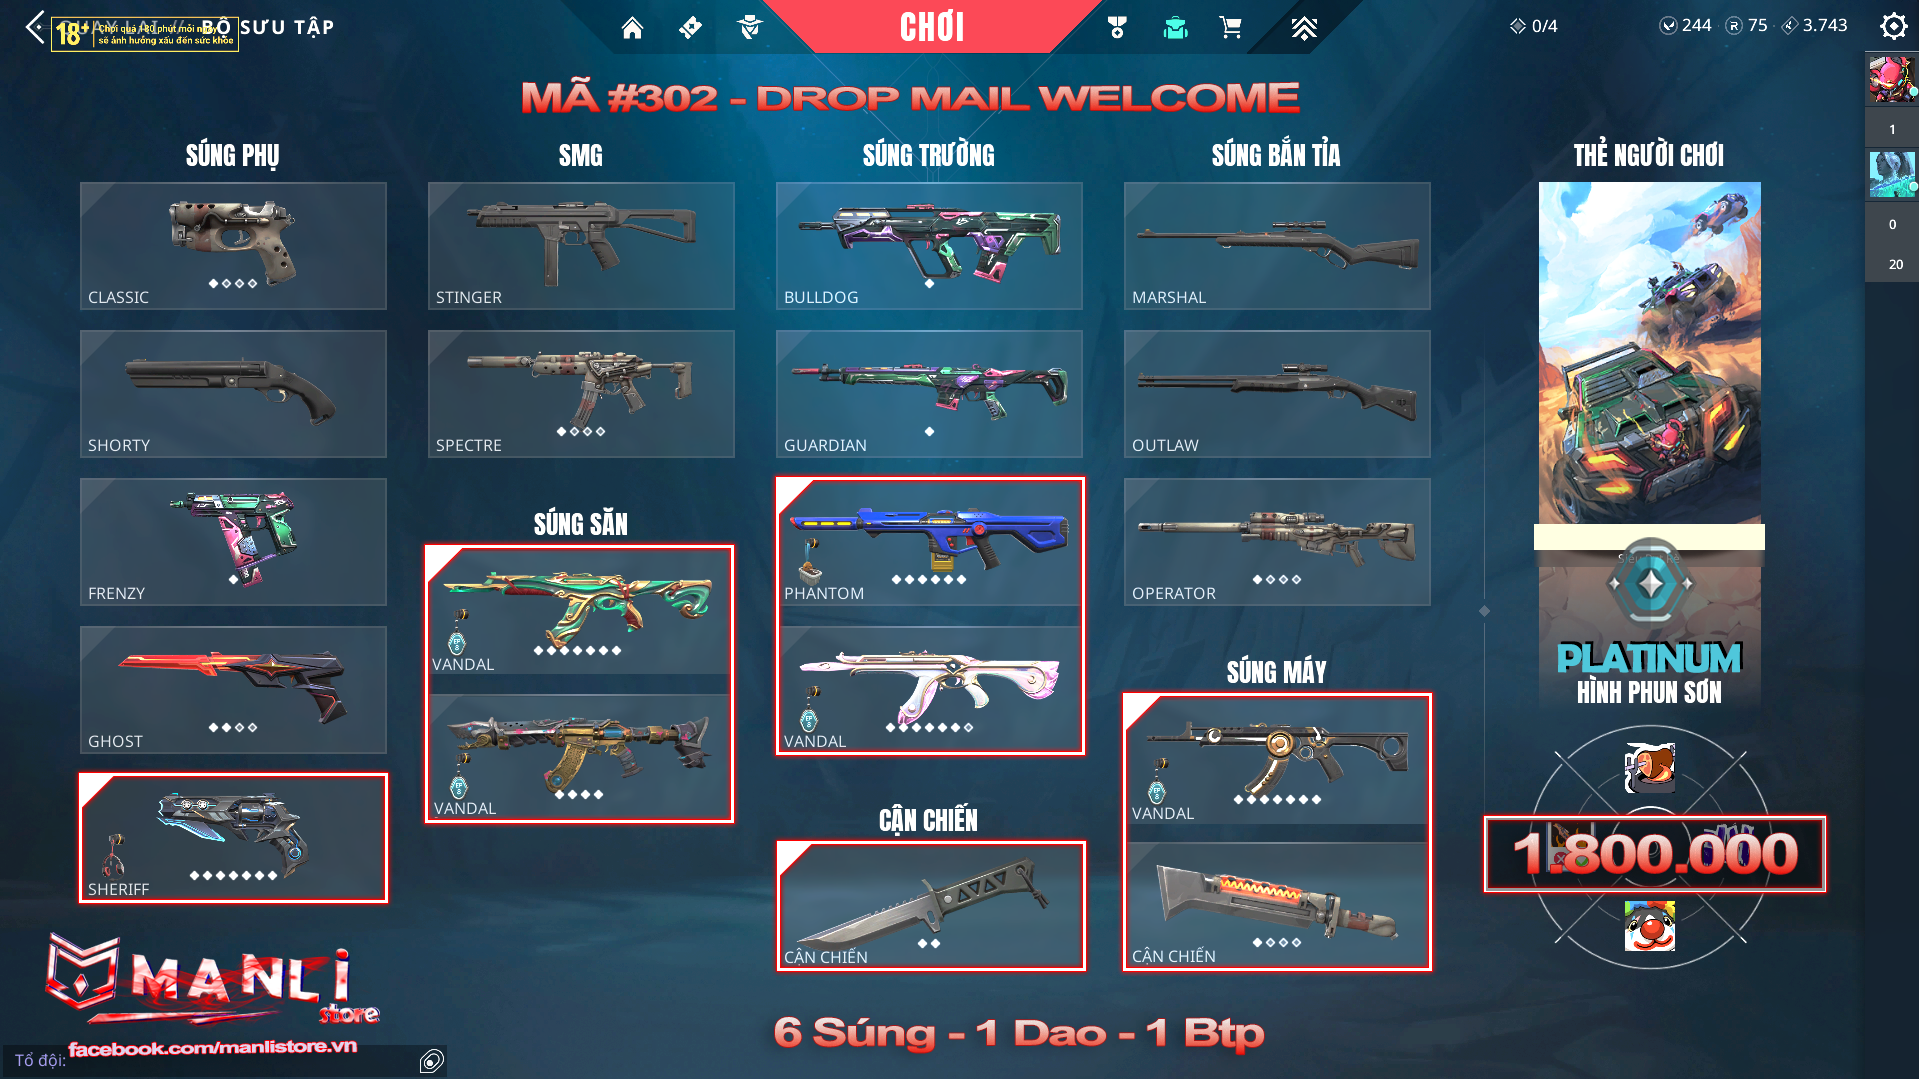 QUAY LẠI // BỘ SƯU TẬP
18+ Chơi quá 180 phút mỗi ngày
sẽ ảnh hưởng xấu đến sức khỏe
CHƠI
0/4
244
75
3.743
MÃ #302 - DROP MAIL WELCOME
SÚNG PHỤ
CLASSIC
SHORTY
FRENZY
GHOST
SHERIFF
SMG
STINGER
SPECTRE
SÚNG SĂN
VANDAL
VANDAL
SÚNG TRƯỜNG
BULLDOG
GUARDIAN
PHANTOM
VANDAL
CẬN CHIẾN
CẬN CHIẾN
SÚNG BẮN TỈA
MARSHAL
OUTLAW
OPERATOR
SÚNG MÁY
VANDAL
CẬN CHIẾN
THẺ NGƯỜI CHƠI
PLATINUM
HÌNH PHUN SƠN
1.800.000
1
0
20
MANLI
store
facebook.com/manlistore.vn
Tổ đội:
6 Súng - 1 Dao - 1 Btp